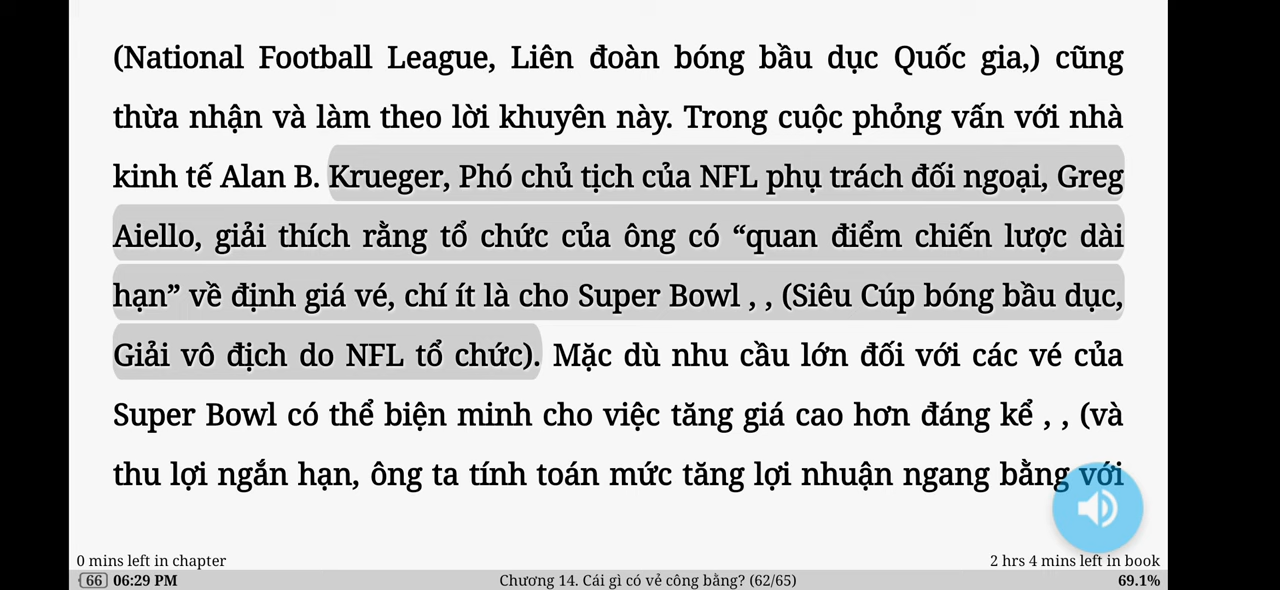 (National Football League, Liên đoàn bóng bầu dục Quốc gia,) cũng
thừa nhận và làm theo lời khuyên này. Trong cuộc phỏng vấn với nhà
kinh tế Alan B. Krueger, Phó chủ tịch của NFL phụ trách đối ngoại, Greg
Aiello, giải thích rằng tổ chức của ông có “quan điểm chiến lược dài
hạn” về định giá vé, chí ít là cho Super Bowl , , (Siêu Cúp bóng bầu dục,
Giải vô địch do NFL tổ chức). Mặc dù nhu cầu lớn đối với các vé của
Super Bowl có thể biện minh cho việc tăng giá cao hơn đáng kể , , (và
thu lợi ngắn hạn, ông ta tính toán mức tăng lợi nhuận ngang bằng với
0 mins left in chapter 2 hrs 4 mins left in book
66 06:29 PM Chương 14. Cái gì có vẻ công bằng? (62/65) 69.1%